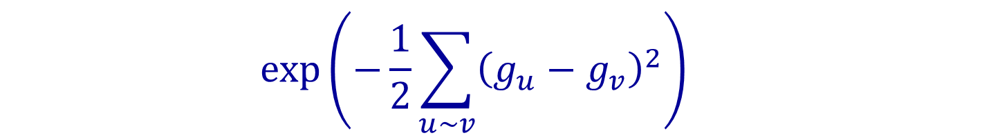 exp(−1/2 ∑_{u~v} (g_u − g_v)²)